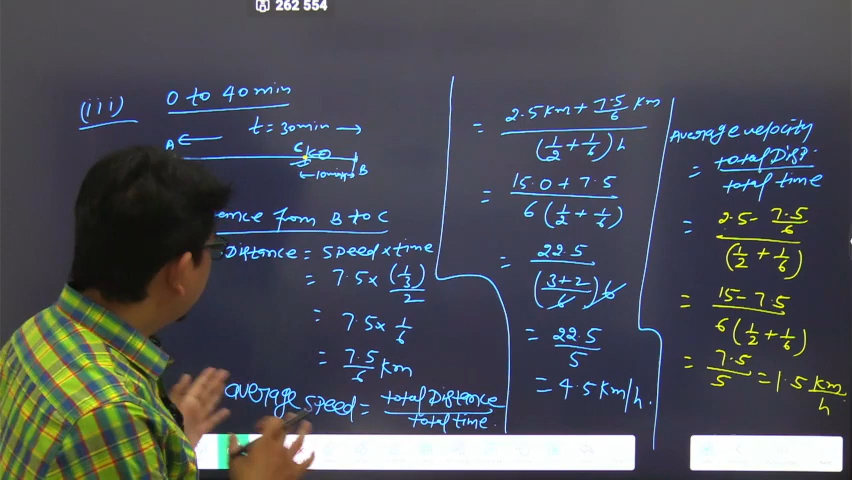 262 554
(iii) 0 to 40min
t = 30min →
A
C
B
10min
from B to C
Distance = speed × time
= 7.5 × (1/3)/2
= 7.5 × 1/6
= 7.5/6 km
average speed = total Distance / total time
= (2.5 km + 7.5/6 km) / (1/2 + 1/6) h
= (15.0 + 7.5) / 6(1/2 + 1/6)
= 22.5 / ((3+2)/6)6
= 22.5/5
= 4.5 km/h.
Average velocity
= total Disp. / total time
= (2.5 - 7.5/6) / (1/2 + 1/6)
= (15 - 7.5) / 6(1/2 + 1/6)
= 7.5/5 = 1.5 km/h